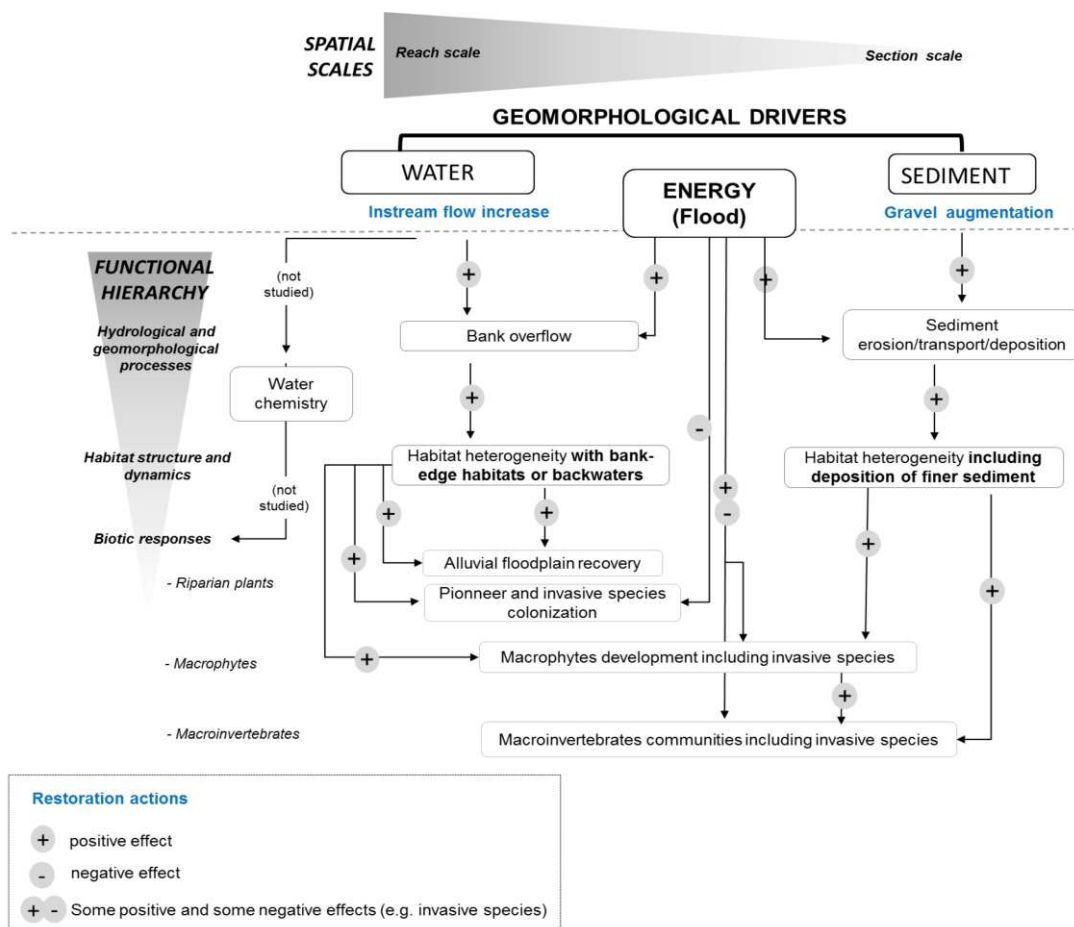 SPATIAL
SCALES
Reach scale
Section scale
GEOMORPHOLOGICAL DRIVERS
WATER
ENERGY
(Flood)
SEDIMENT
Instream flow increase
Gravel augmentation
FUNCTIONAL
HIERARCHY
(not
studied)
+
+
+
+
Hydrological and
geomorphological
processes
Bank overflow
Sediment
erosion/transport/deposition
Water
chemistry
+
+
-
Habitat structure and
dynamics
Habitat heterogeneity with bank-
edge habitats or backwaters
Habitat heterogeneity including
deposition of finer sediment
(not
studied)
+
-
+
+
+
Biotic responses
Alluvial floodplain recovery
+
+
- Riparian plants
Pionneer and invasive species
colonization
- Macrophytes
+
Macrophytes development including invasive species
+
- Macroinvertebrates
Macroinvertebrates communities including invasive species
Restoration actions
+ positive effect
- negative effect
+ - Some positive and some negative effects (e.g. invasive species)